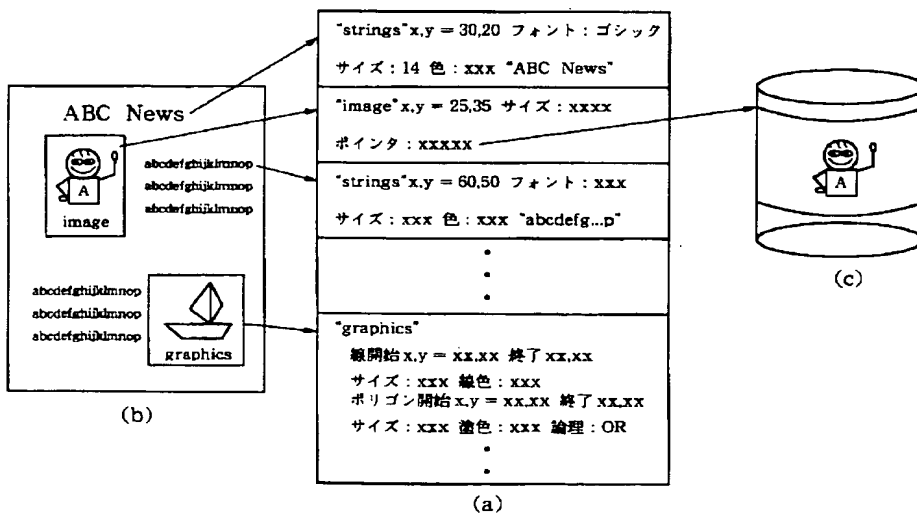 ABC News
A
image
abcdefghijklmnop
abcdefghijklmnop
abcdefghijklmnop
abcdefghijklmnop
abcdefghijklmnop
abcdefghijklmnop
graphics
(b)
"strings"x,y = 30,20 フォント：ゴシック
サイズ：14 色：xxx "ABC News"
"image"x,y = 25,35 サイズ：xxxx
ポインタ：xxxxx
"strings"x,y = 60,50 フォント：xxx
サイズ：xxx 色：xxx "abcdefg...p"
"graphics"
線開始x,y = xx,xx 終了xx,xx
サイズ：xxx 線色：xxx
ポリゴン開始x,y = xx,xx 終了xx,xx
サイズ：xxx 塗色：xxx 論理：OR
(a)
A
(c)